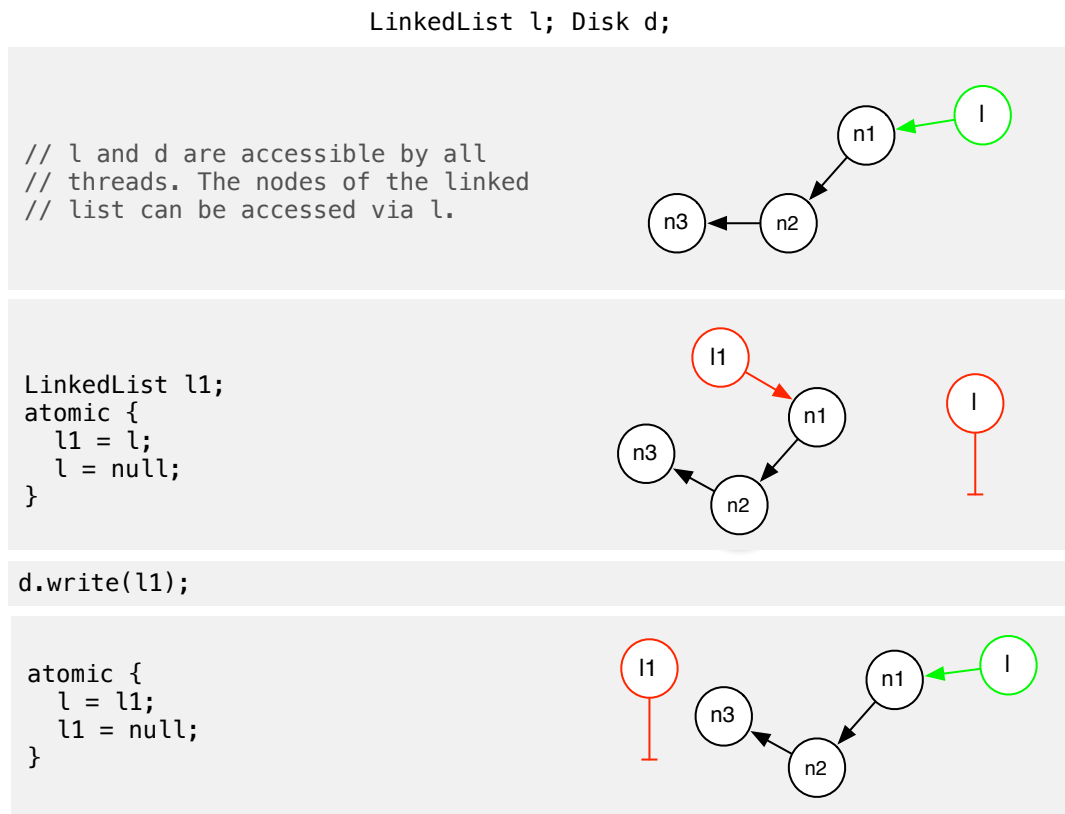 LinkedList l; Disk d;
// l and d are accessible by all
// threads. The nodes of the linked
// list can be accessed via l.
l
n1
n2
n3
LinkedList l1;
atomic {
  l1 = l;
  l = null;
}
l1
n1
l
n3
n2
d.write(l1);
atomic {
  l = l1;
  l1 = null;
}
l1
n1
l
n3
n2